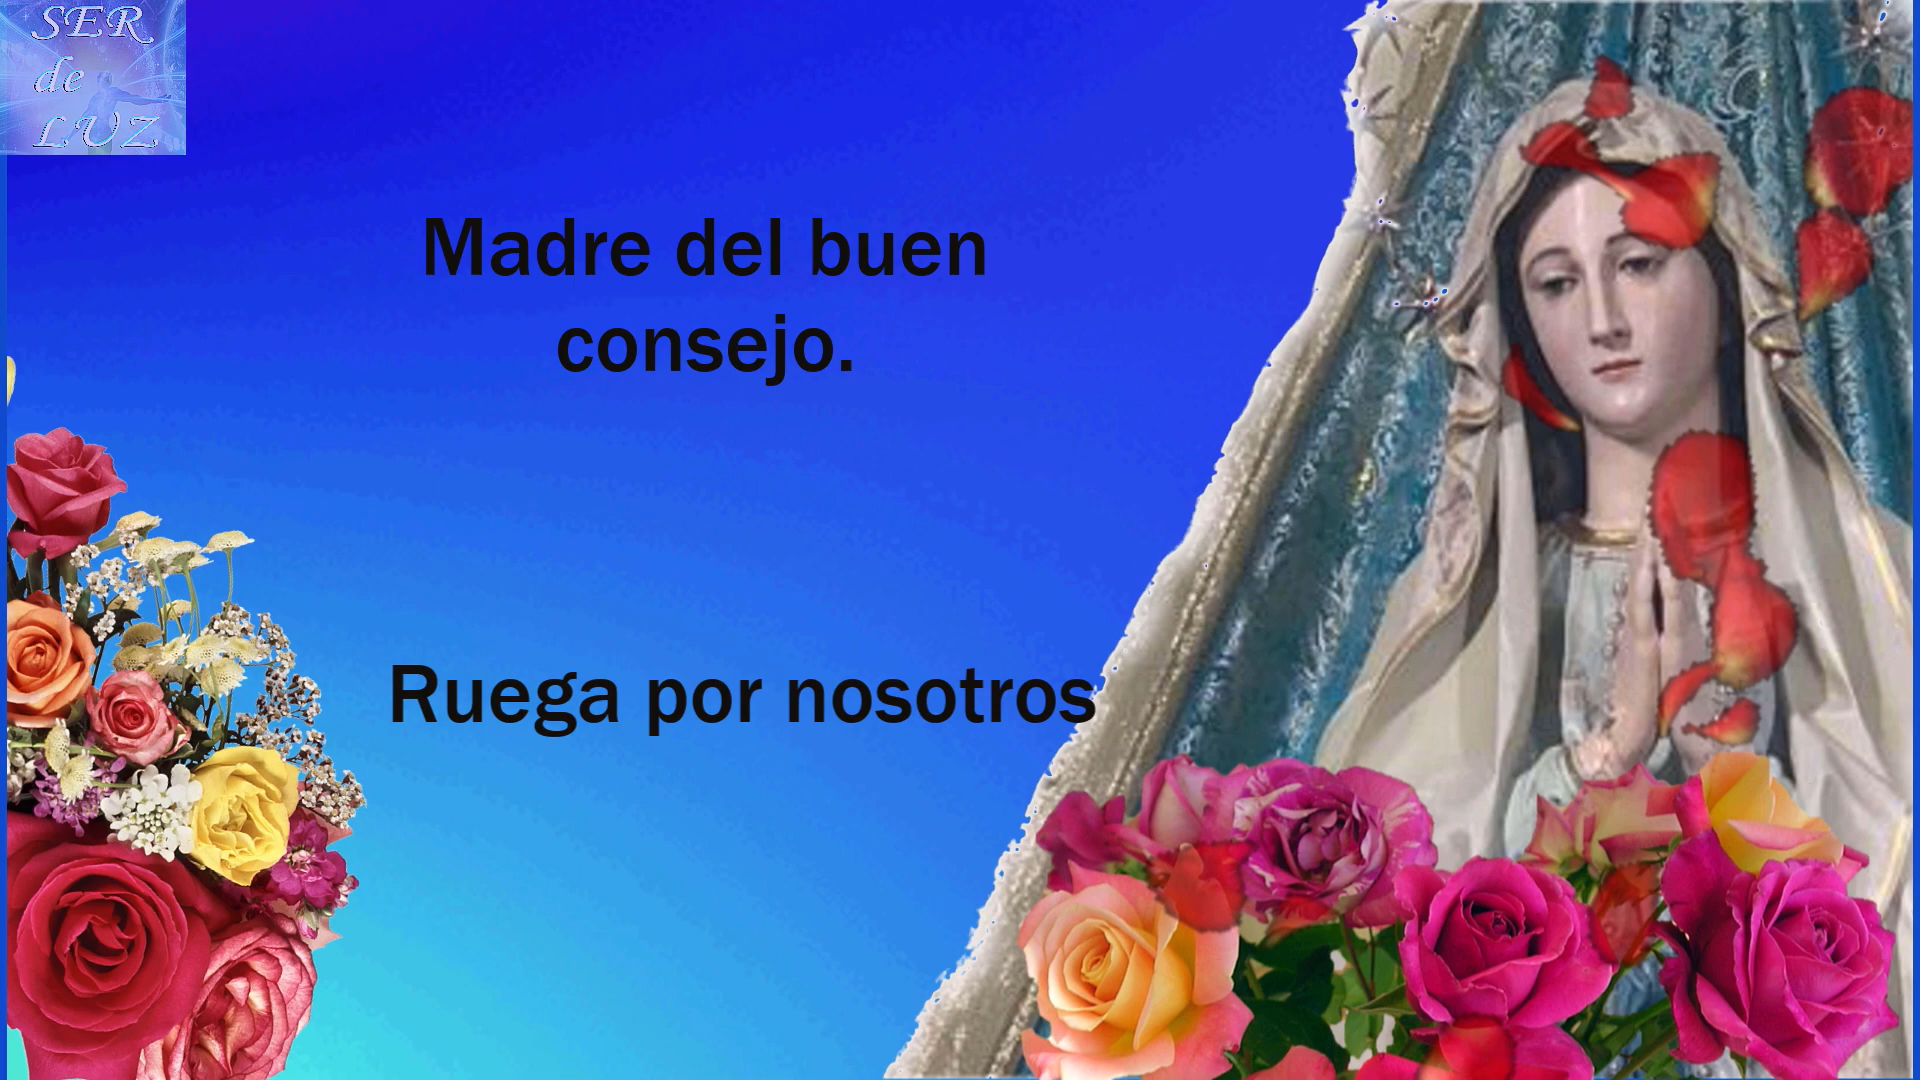 SER
de
LUZ
Madre del buen
consejo.
Ruega por nosotros